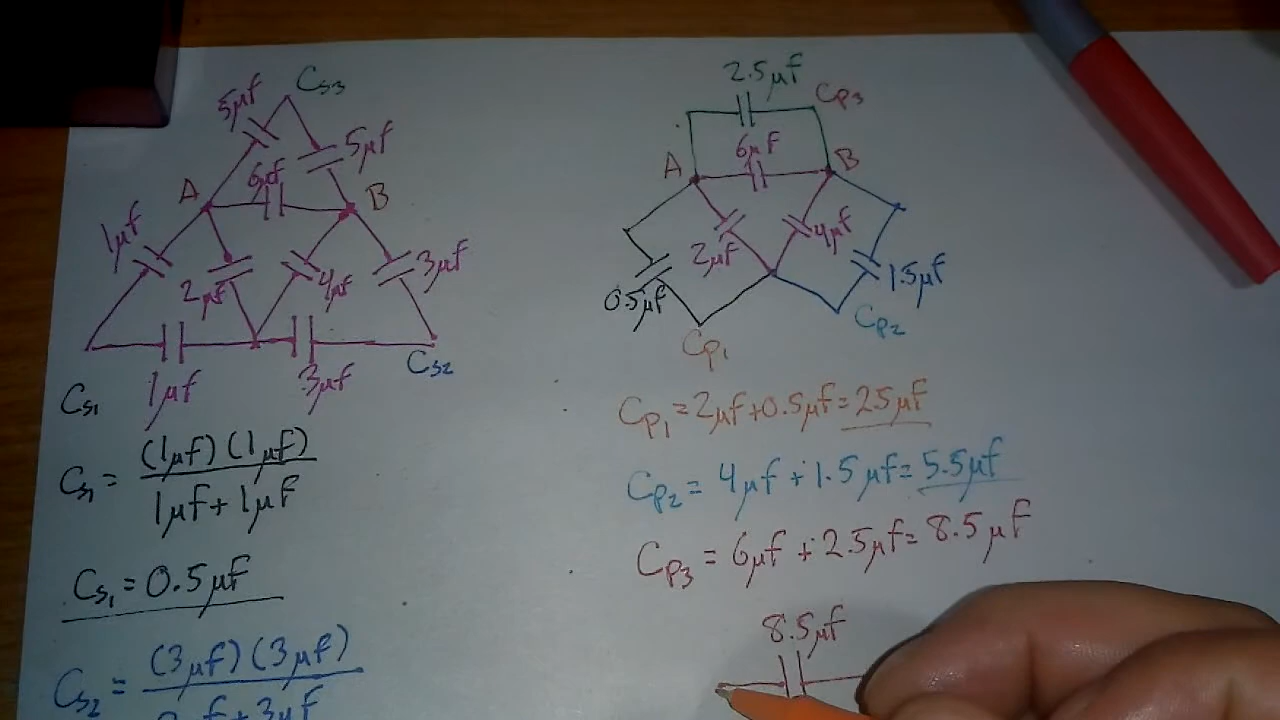 Cs3
5μf
5μf
6μf
A
B
1μf
2μf
4μf
3μf
1μf
3μf
Cs2
Cs1
Cs1 = (1μf)(1μf)
1μf + 1μf
Cs1 = 0.5μf
Cs2 = (3μf)(3μf)
f + 3μf
2.5μf
Cp3
6μF
A
B
2μf
4μf
0.5μf
1.5μf
Cp1
Cp2
Cp1 = 2μf + 0.5μf = 2.5μf
Cp2 = 4μf + 1.5μf = 5.5μf
Cp3 = 6μf + 2.5μf = 8.5μf
8.5μf